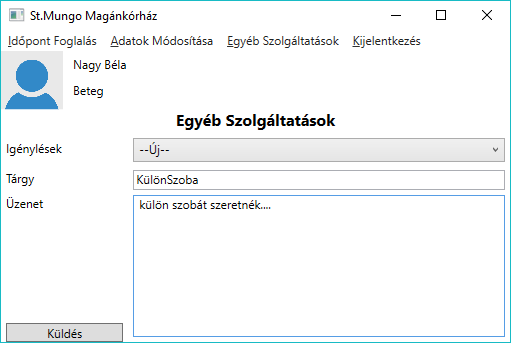 St.Mungo Magánkórház
Időpont Foglalás Adatok Módosítása Egyéb Szolgáltatások Kijelentkezés
Nagy Béla
Beteg
Egyéb Szolgáltatások
Igénylések --Új--
Tárgy KülönSzoba
Üzenet külön szobát szeretnék....
Küldés